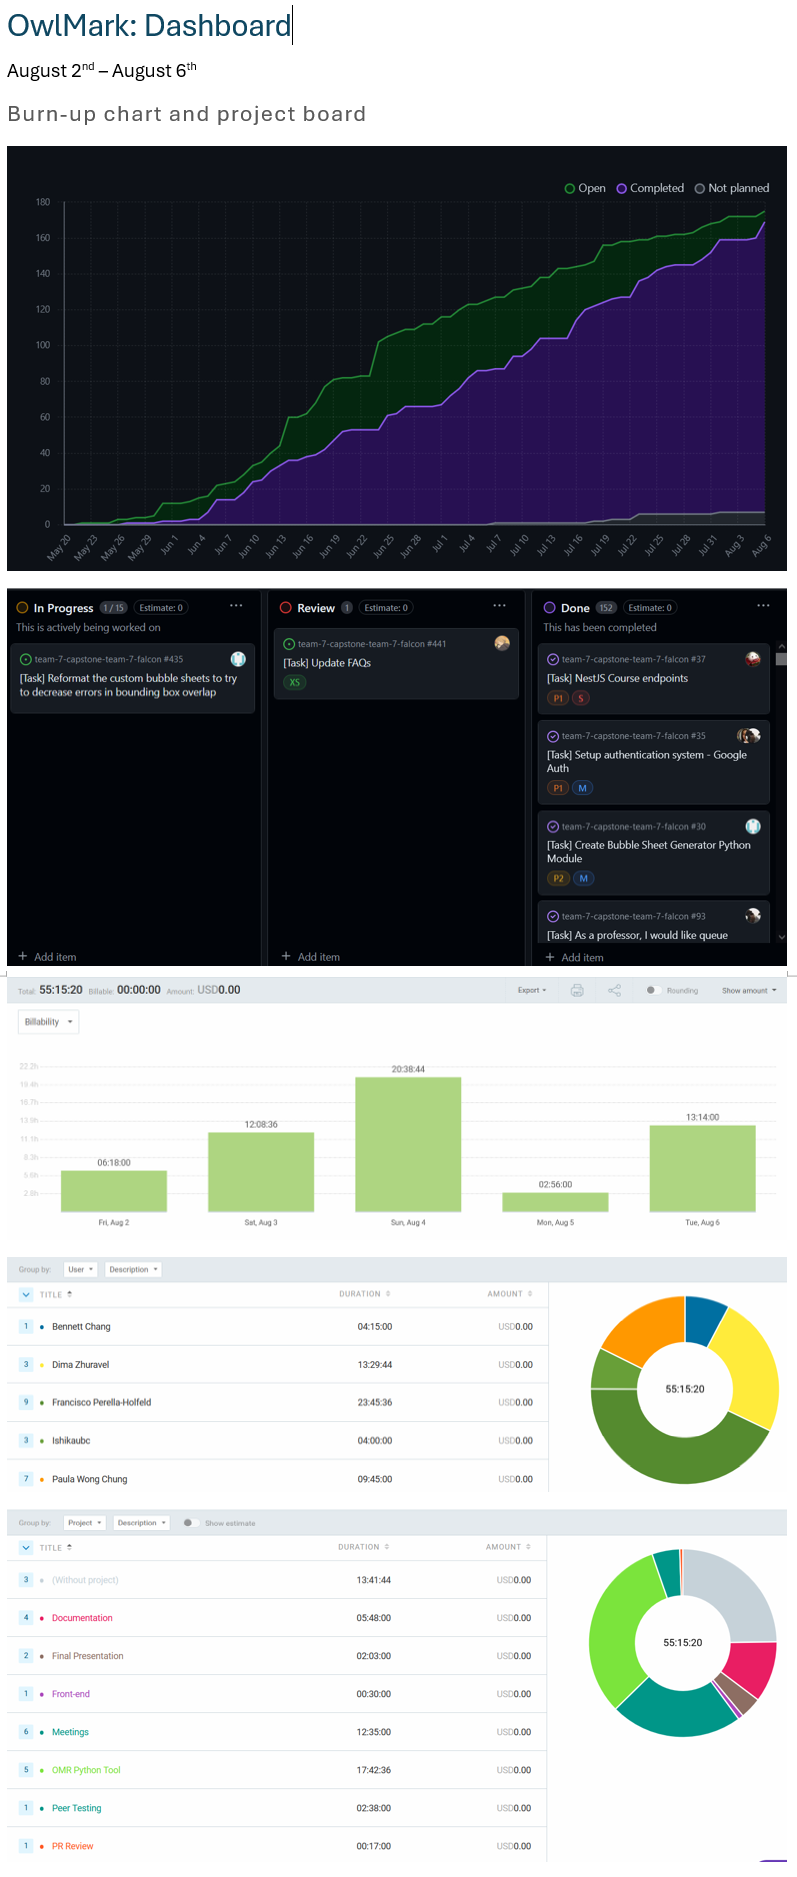 OwlMark: Dashboard
August 2nd – August 6th
Burn-up chart and project board
Open Completed Not planned
180
160
140
120
100
80
60
40
20
0
May 20 May 23 May 26 May 29 Jun 1 Jun 4 Jun 7 Jun 10 Jun 13 Jun 16 Jun 19 Jun 22 Jun 25 Jun 28 Jul 1 Jul 4 Jul 7 Jul 10 Jul 13 Jul 16 Jul 19 Jul 22 Jul 25 Jul 28 Jul 31 Aug 3 Aug 6
In Progress 1 / 15 Estimate: 0 ...
This is actively being worked on
team-7-capstone-team-7-falcon #435
[Task] Reformat the custom bubble sheets to try
to decrease errors in bounding box overlap
+ Add item
Review 1 Estimate: 0 ...
team-7-capstone-team-7-falcon #441
[Task] Update FAQs
XS
+ Add item
Done 152 Estimate: 0 ...
This has been completed
team-7-capstone-team-7-falcon #37
[Task] NestJS Course endpoints
P1 S
team-7-capstone-team-7-falcon #35
[Task] Setup authentication system - Google
Auth
P1 M
team-7-capstone-team-7-falcon #30
[Task] Create Bubble Sheet Generator Python
Module
P2 M
team-7-capstone-team-7-falcon #93
[Task] As a professor, I would like queue
+ Add item
Total: 55:15:20 Billable: 00:00:00 Amount: USD0.00 Export Rounding Show amount
Billability
22.2h
19.4h
16.7h
13.9h
11.1h
8.3h
5.6h
2.8h
06:18:00
12:08:36
20:38:44
02:56:00
13:14:00
Fri, Aug 2 Sat, Aug 3 Sun, Aug 4 Mon, Aug 5 Tue, Aug 6
Group by: User Description
TITLE DURATION AMOUNT
1 Bennett Chang 04:15:00 USD0.00
3 Dima Zhuravel 13:29:44 USD0.00
9 Francisco Perella-Holfeld 23:45:36 USD0.00
3 Ishikaubc 04:00:00 USD0.00
7 Paula Wong Chung 09:45:00 USD0.00
55:15:20
Group by: Project Description Show estimate
TITLE DURATION AMOUNT
3 (Without project) 13:41:44 USD0.00
4 Documentation 05:48:00 USD0.00
2 Final Presentation 02:03:00 USD0.00
1 Front-end 00:30:00 USD0.00
6 Meetings 12:35:00 USD0.00
5 OMR Python Tool 17:42:36 USD0.00
1 Peer Testing 02:38:00 USD0.00
1 PR Review 00:17:00 USD0.00
55:15:20